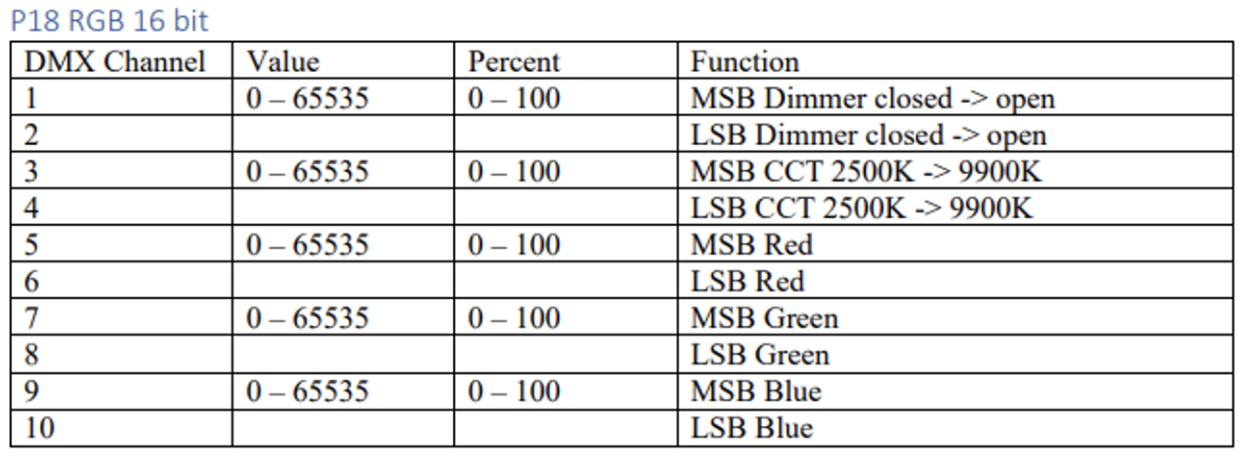 P18 RGB 16 bit
DMX Channel Value Percent Function
1 0 – 65535 0 – 100 MSB Dimmer closed -> open
2 LSB Dimmer closed -> open
3 0 – 65535 0 – 100 MSB CCT 2500K -> 9900K
4 LSB CCT 2500K -> 9900K
5 0 – 65535 0 – 100 MSB Red
6 LSB Red
7 0 – 65535 0 – 100 MSB Green
8 LSB Green
9 0 – 65535 0 – 100 MSB Blue
10 LSB Blue